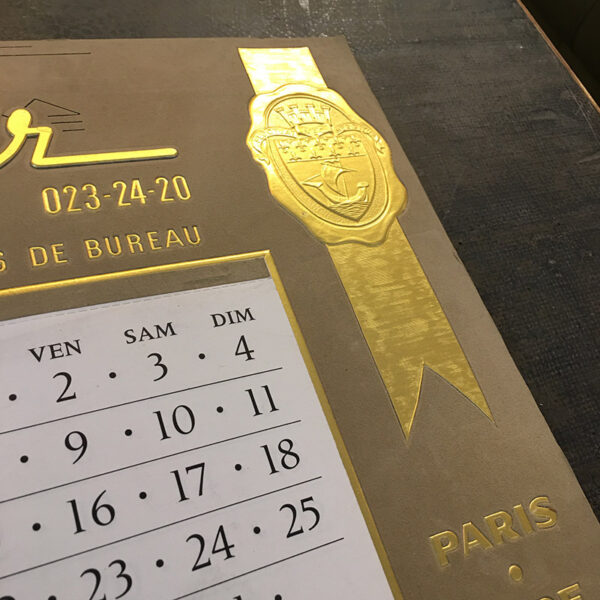 023-24-20
DE BUREAU
VEN SAM DIM
· 2 · 3 · 4
· 9 · 10 · 11
· 16 · 17 · 18
23 · 24 · 25
PARIS
·